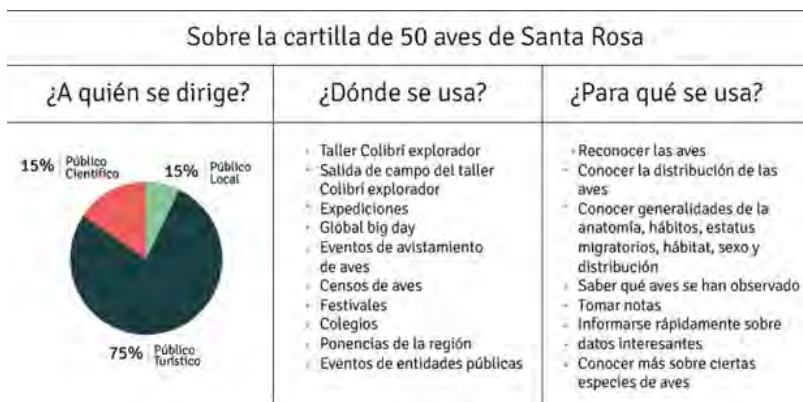 Sobre la cartilla de 50 aves de Santa Rosa
¿A quién se dirige?
15% Público
Científico
15% Público
Local
75% Público
Turístico
¿Dónde se usa?
Taller Colibrí explorador
Salida de campo del taller
Colibrí explorador
Expediciones
Global big day
Eventos de avistamiento
de aves
Censos de aves
Festivales
Colegios
Ponencias de la región
Eventos de entidades públicas
¿Para qué se usa?
Reconocer las aves
Conocer la distribución de las
aves
Conocer generalidades de la
anatomía, hábitos, estatus
migratorios, hábitat, sexo y
distribución
Saber qué aves se han observado
Tomar notas
Informarse rápidamente sobre
datos interesantes
Conocer más sobre ciertas
especies de aves